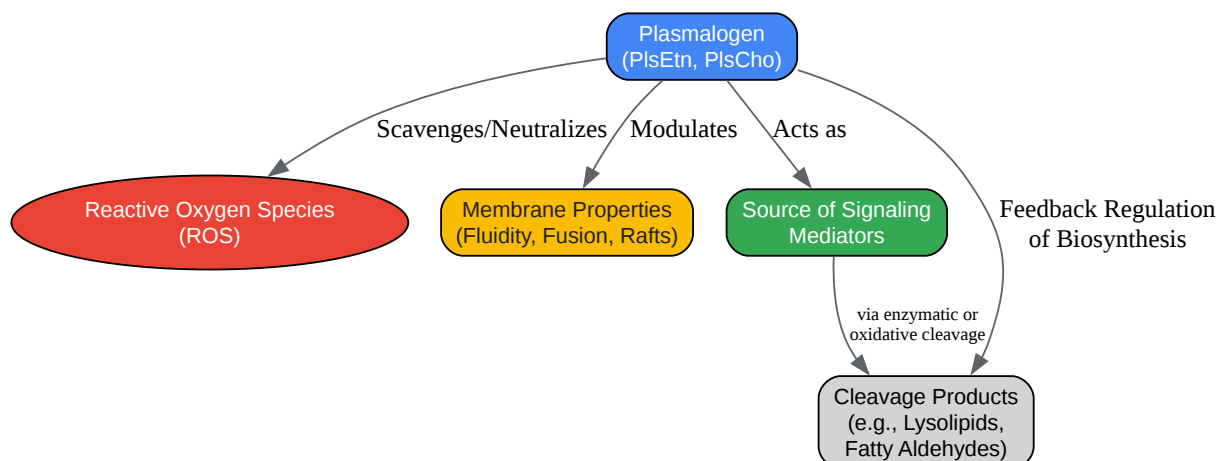 Plasmalogen
(PlsEtn, PlsCho)
Scavenges/Neutralizes
Modulates
Acts as
Reactive Oxygen Species
(ROS)
Membrane Properties
(Fluidity, Fusion, Rafts)
Source of Signaling
Mediators
Feedback Regulation
of Biosynthesis
via enzymatic or
oxidative cleavage
Cleavage Products
(e.g., Lysolipids,
Fatty Aldehydes)